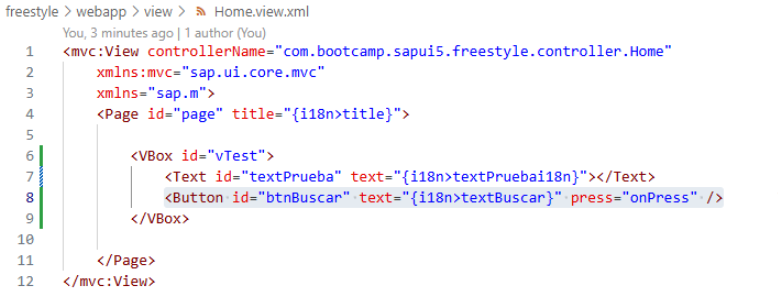 freestyle > webapp > view > Home.view.xml
You, 3 minutes ago | 1 author (You)
1 <mvc:View controllerName="com.bootcamp.sapui5.freestyle.controller.Home"
2     xmlns:mvc="sap.ui.core.mvc"
3     xmlns="sap.m">
4     <Page id="page" title="{i18n>title}">
5
6         <VBox id="vTest">
7             <Text id="textPrueba" text="{i18n>textPruebai18n}"></Text>
8             <Button·id="btnBuscar"·text="{i18n>textBuscar}"·press="onPress"·/>
9         </VBox>
10
11     </Page>
12 </mvc:View>